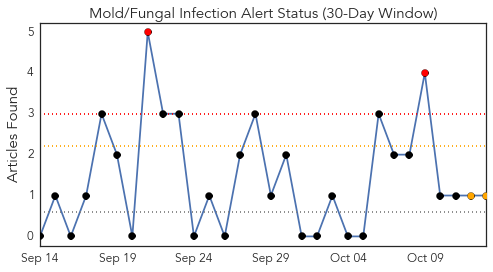 Mold/Fungal Infection Alert Status (30-Day Window)
Articles Found
5
4
3
2
1
0
Sep 14
Sep 19
Sep 24
Sep 29
Oct 04
Oct 09